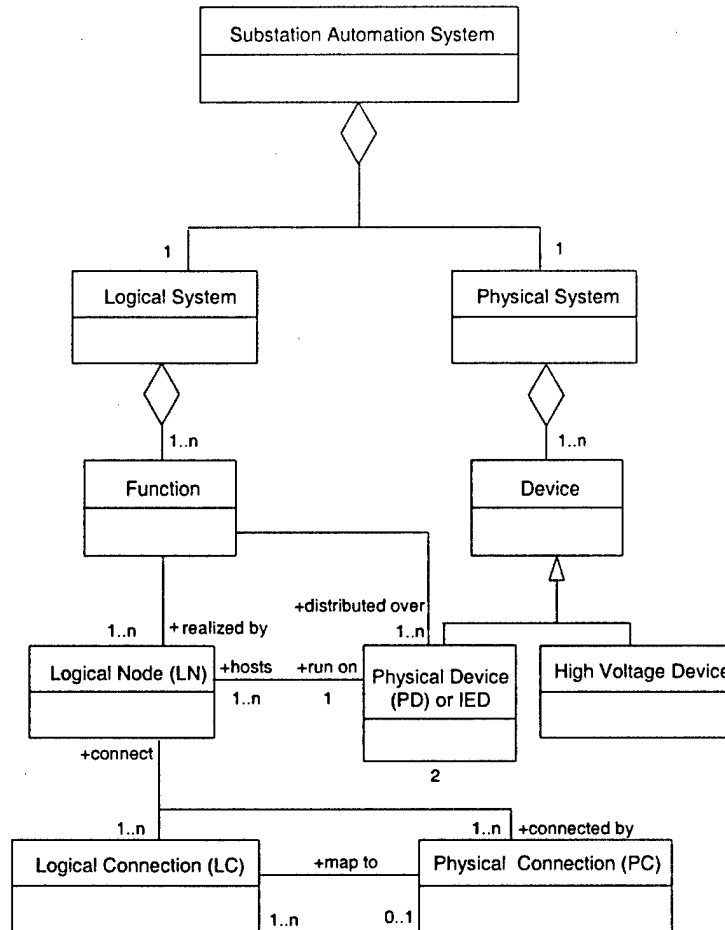 Substation Automation System
1
1
Logical System
Physical System
1..n
1..n
Function
Device
+distributed over
1..n
+realized by
1..n
Logical Node (LN)
+hosts
+run on
1..n
1
Physical Device
(PD) or IED
High Voltage Device
+connect
2
1..n
1..n
+connected by
Logical Connection (LC)
+map to
Physical Connection (PC)
1..n
0..1